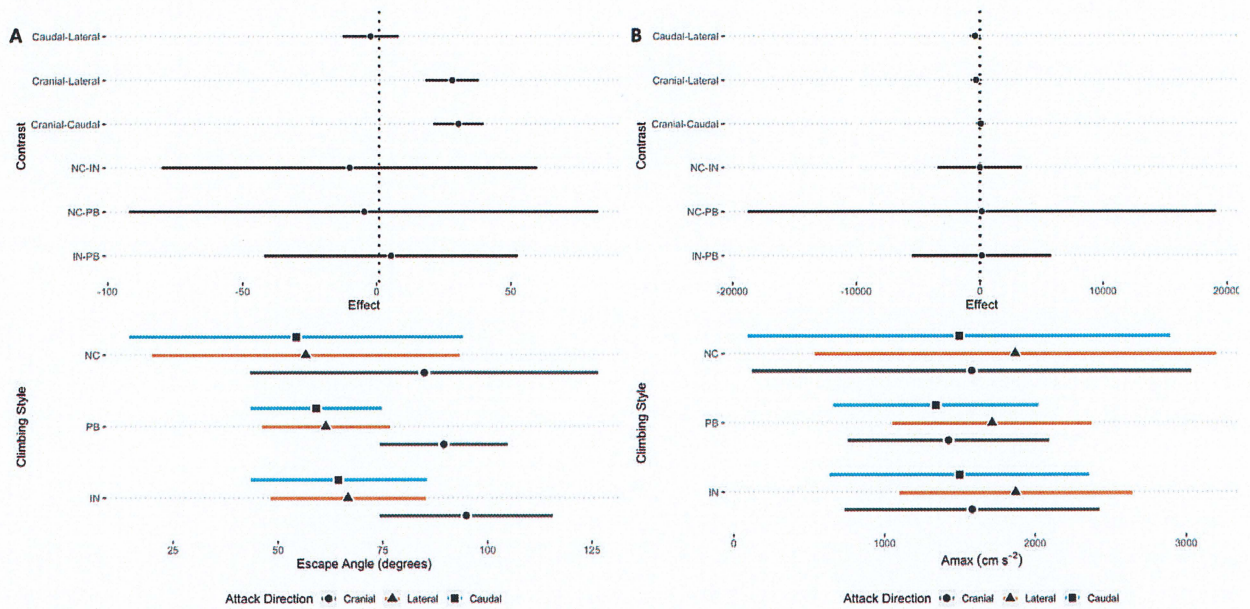 A
Contrast
Caudal-Lateral
Cranial-Lateral
Cranial-Caudal
NC-IN
NC-PB
IN-PB
-100
-50
0
50
Effect
Climbing Style
NC
PB
IN
25
50
75
100
125
Escape Angle (degrees)
Attack Direction Cranial Lateral Caudal
B
Contrast
Caudal-Lateral
Cranial-Lateral
Cranial-Caudal
NC-IN
NC-PB
IN-PB
-20000
-10000
0
10000
20000
Effect
Climbing Style
NC
PB
IN
0
1000
2000
3000
Amax (cm s⁻²)
Attack Direction Cranial Lateral Caudal